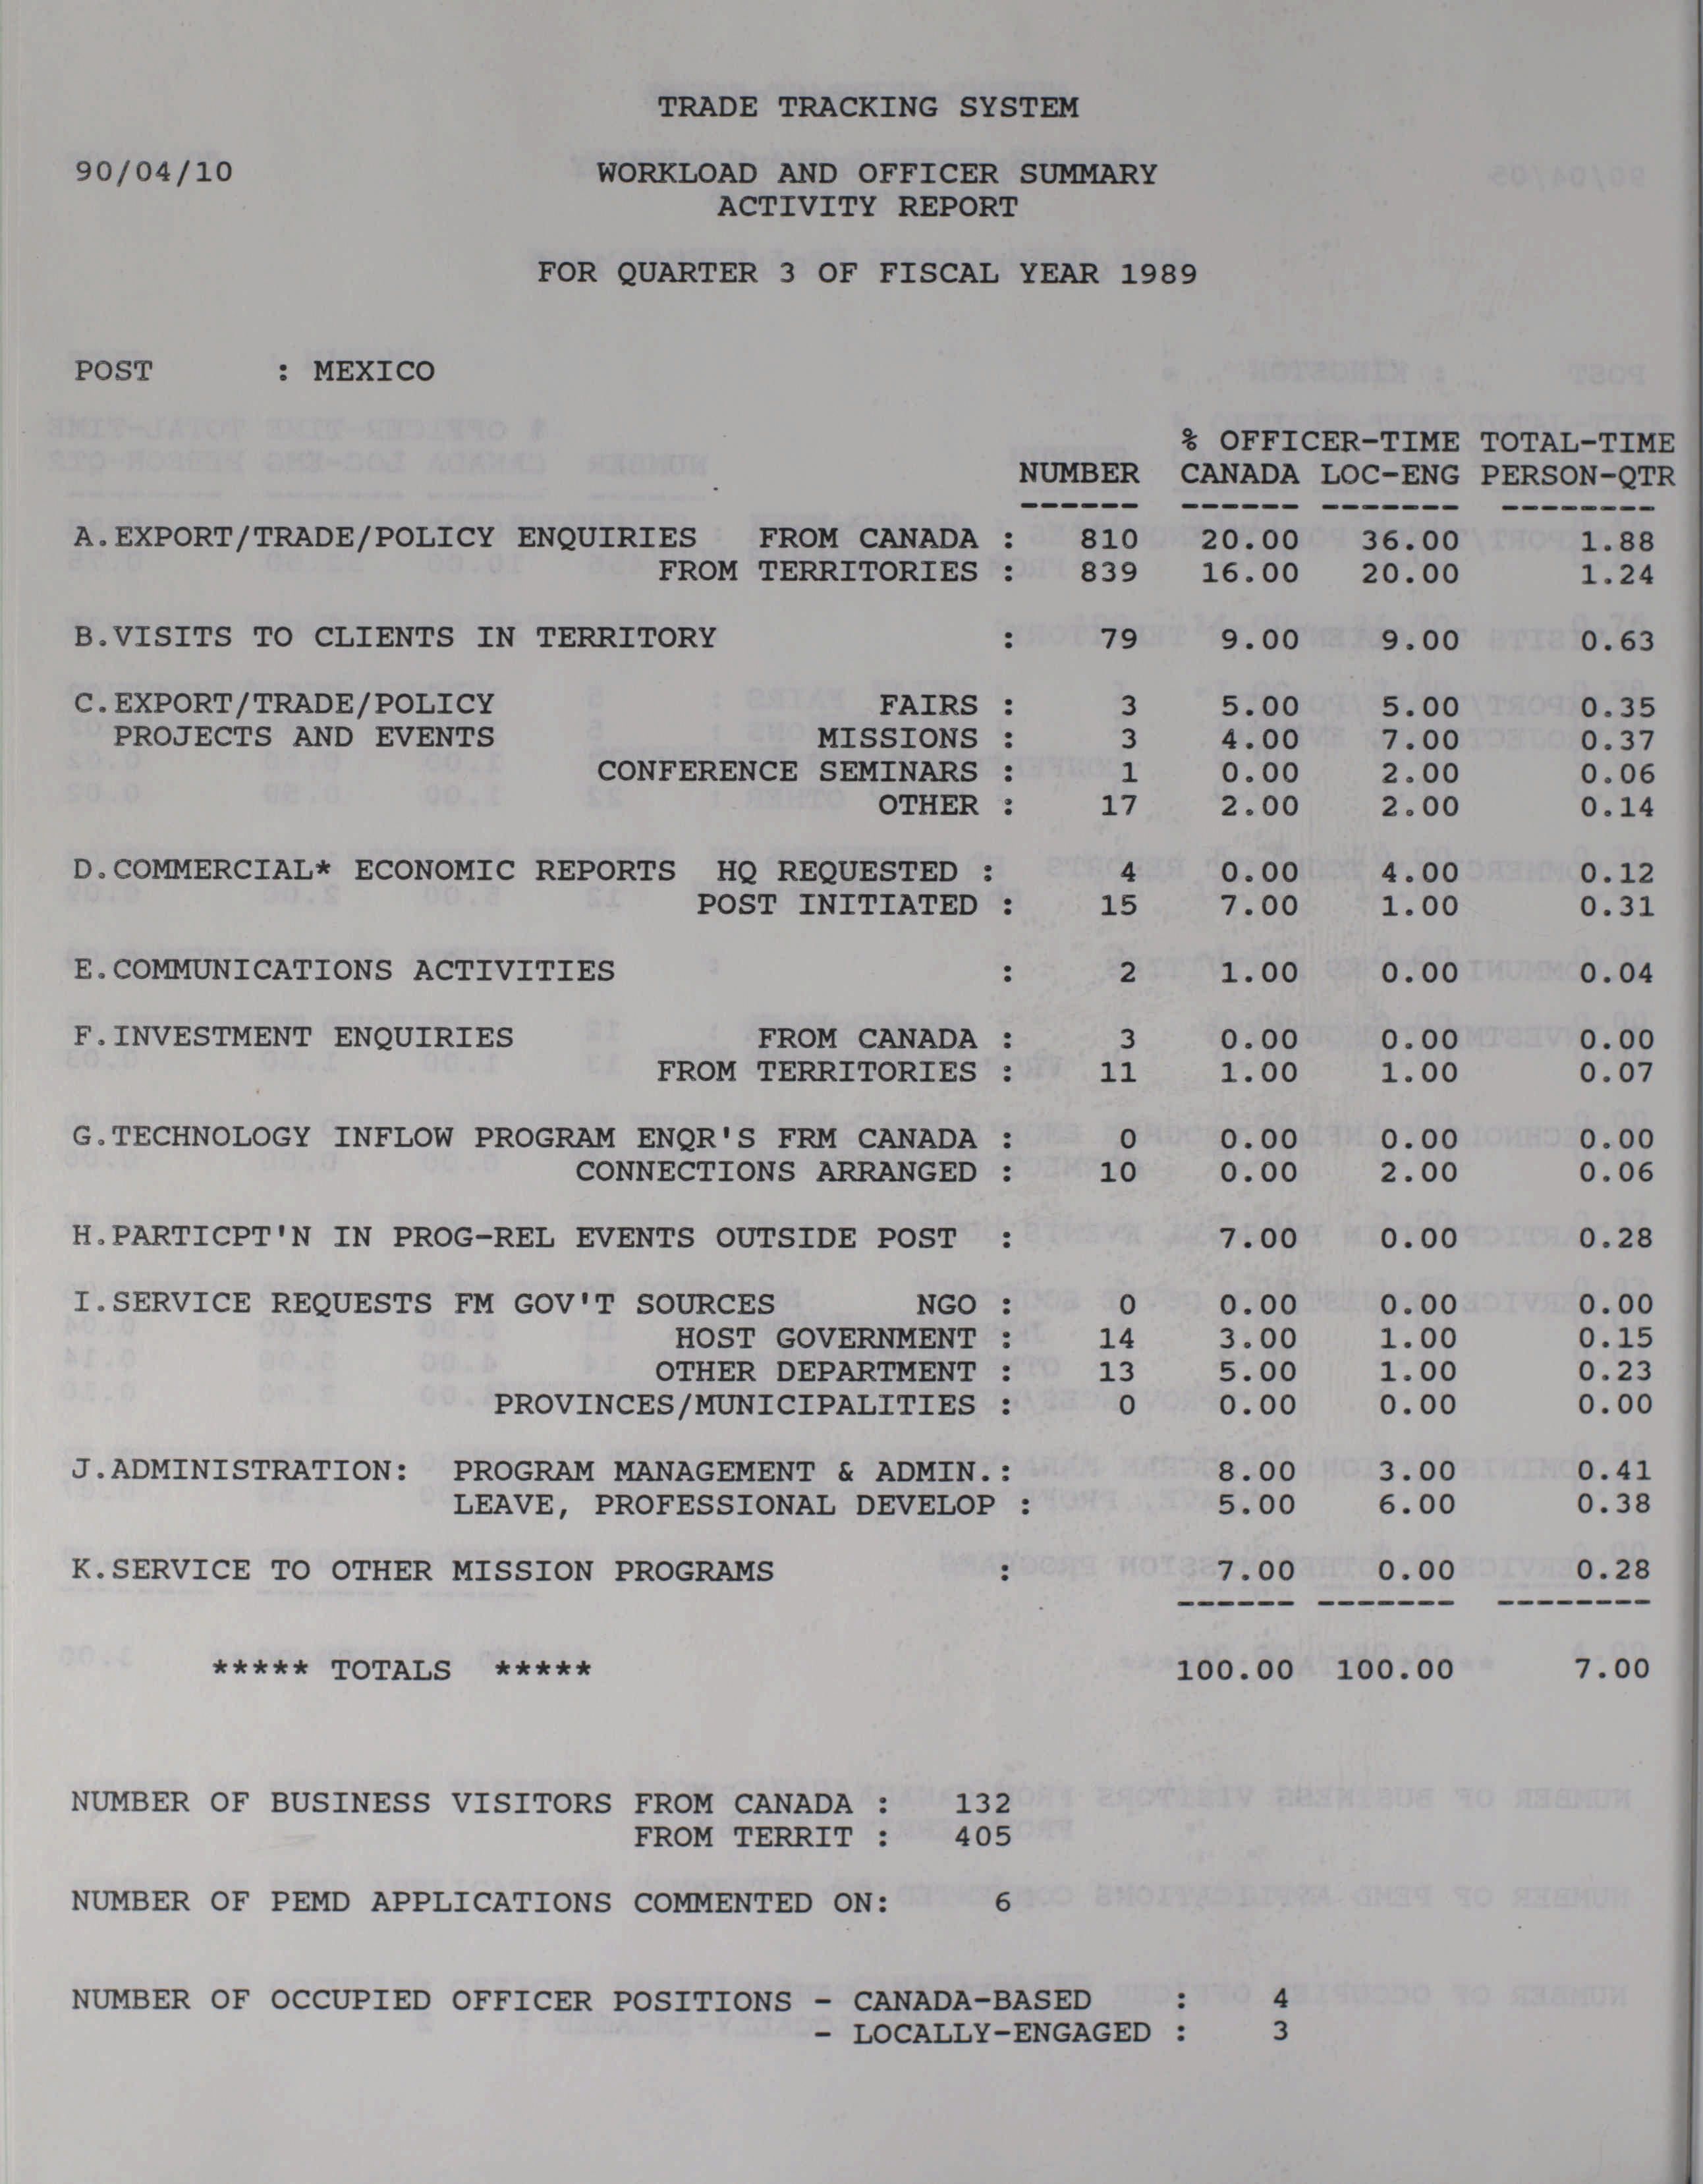 TRADE TRACKING SYSTEM
90/04/10 WORKLOAD AND OFFICER SUMMARY
ACTIVITY REPORT
FOR QUARTER 3 OF FISCAL YEAR 1989
POST : MEXICO
% OFFICER-TIME TOTAL-TIME
NUMBER CANADA LOC-ENG PERSON-QTR
------ ------ ------- --------
A.EXPORT/TRADE/POLICY ENQUIRIES FROM CANADA : 810 20.00 36.00 1.88
FROM TERRITORIES : 839 16.00 20.00 1.24
B.VISITS TO CLIENTS IN TERRITORY : 79 9.00 9.00 0.63
C.EXPORT/TRADE/POLICY FAIRS : 3 5.00 5.00 0.35
PROJECTS AND EVENTS MISSIONS : 3 4.00 7.00 0.37
CONFERENCE SEMINARS : 1 0.00 2.00 0.06
OTHER : 17 2.00 2.00 0.14
D.COMMERCIAL* ECONOMIC REPORTS HQ REQUESTED : 4 0.00 4.00 0.12
POST INITIATED : 15 7.00 1.00 0.31
E.COMMUNICATIONS ACTIVITIES : 2 1.00 0.00 0.04
F.INVESTMENT ENQUIRIES FROM CANADA : 3 0.00 0.00 0.00
FROM TERRITORIES : 11 1.00 1.00 0.07
G.TECHNOLOGY INFLOW PROGRAM ENQR'S FRM CANADA : 0 0.00 0.00 0.00
CONNECTIONS ARRANGED : 10 0.00 2.00 0.06
H.PARTICPT'N IN PROG-REL EVENTS OUTSIDE POST : 7.00 0.00 0.28
I.SERVICE REQUESTS FM GOV'T SOURCES NGO : 0 0.00 0.00 0.00
HOST GOVERNMENT : 14 3.00 1.00 0.15
OTHER DEPARTMENT : 13 5.00 1.00 0.23
PROVINCES/MUNICIPALITIES : 0 0.00 0.00 0.00
J.ADMINISTRATION: PROGRAM MANAGEMENT & ADMIN.: 8.00 3.00 0.41
LEAVE, PROFESSIONAL DEVELOP : 5.00 6.00 0.38
K.SERVICE TO OTHER MISSION PROGRAMS : 7.00 0.00 0.28
------ ------- --------
***** TOTALS ***** 100.00 100.00 7.00
NUMBER OF BUSINESS VISITORS FROM CANADA : 132
FROM TERRIT : 405
NUMBER OF PEMD APPLICATIONS COMMENTED ON: 6
NUMBER OF OCCUPIED OFFICER POSITIONS - CANADA-BASED : 4
- LOCALLY-ENGAGED : 3